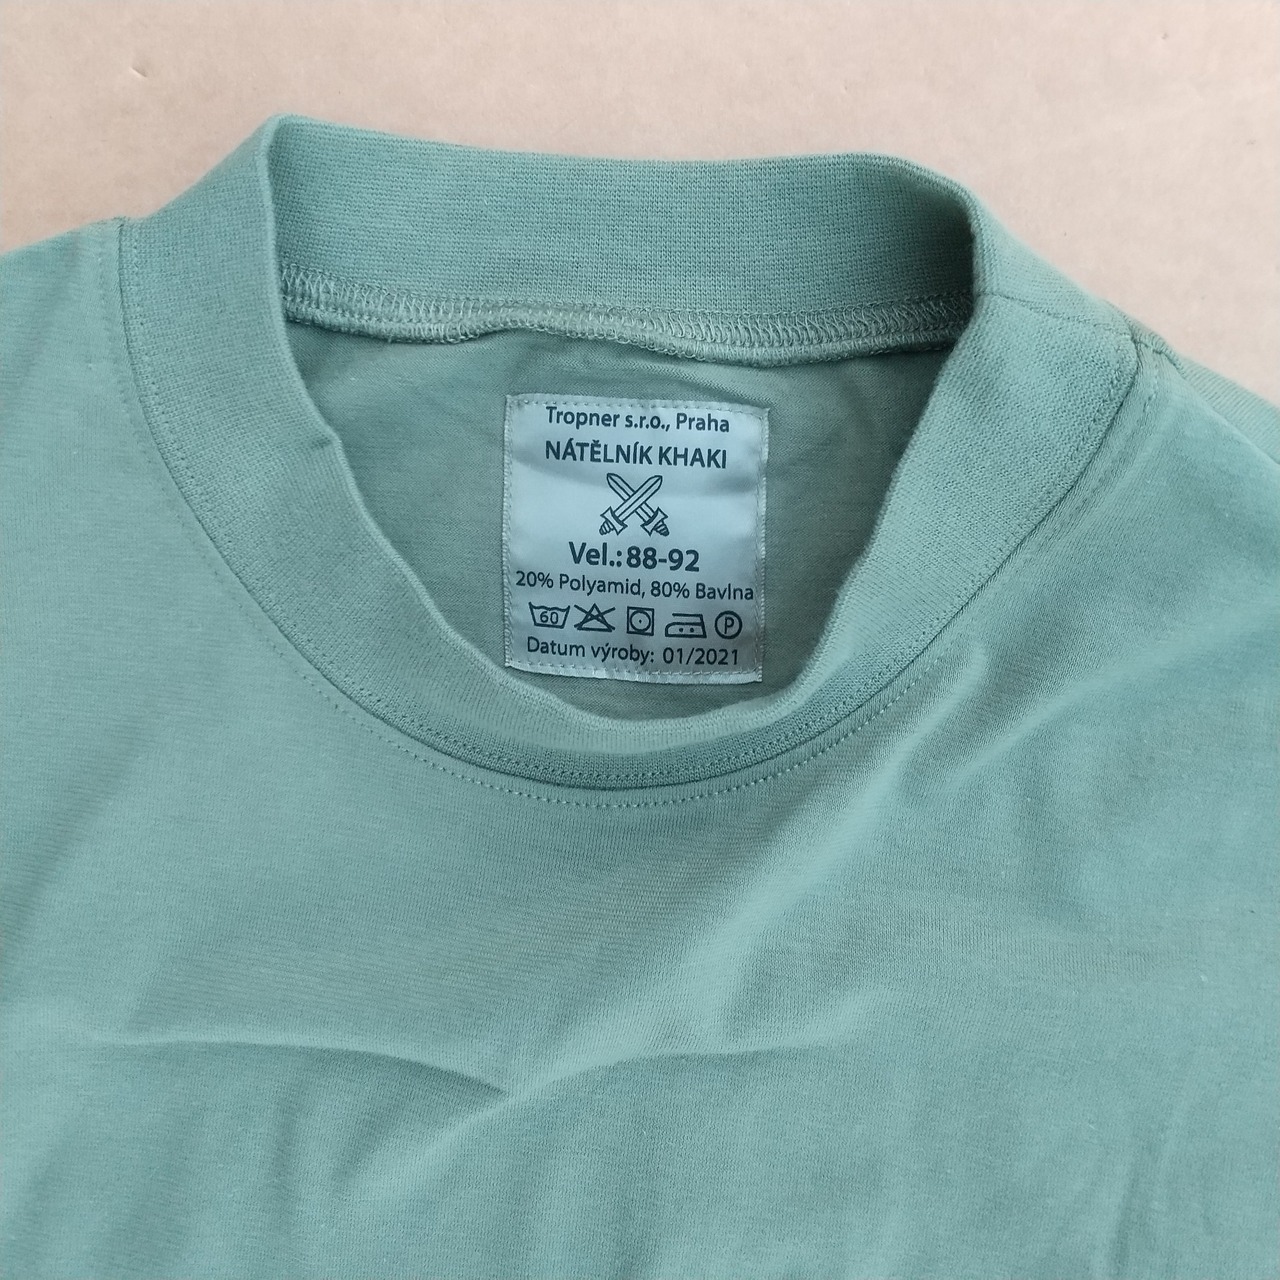 Tropner s.r.o., Praha
NÁTĚLNÍK KHAKI
Vel.: 88-92
20% Polyamid, 80% Bavlna
60 P
Datum výroby: 01/2021